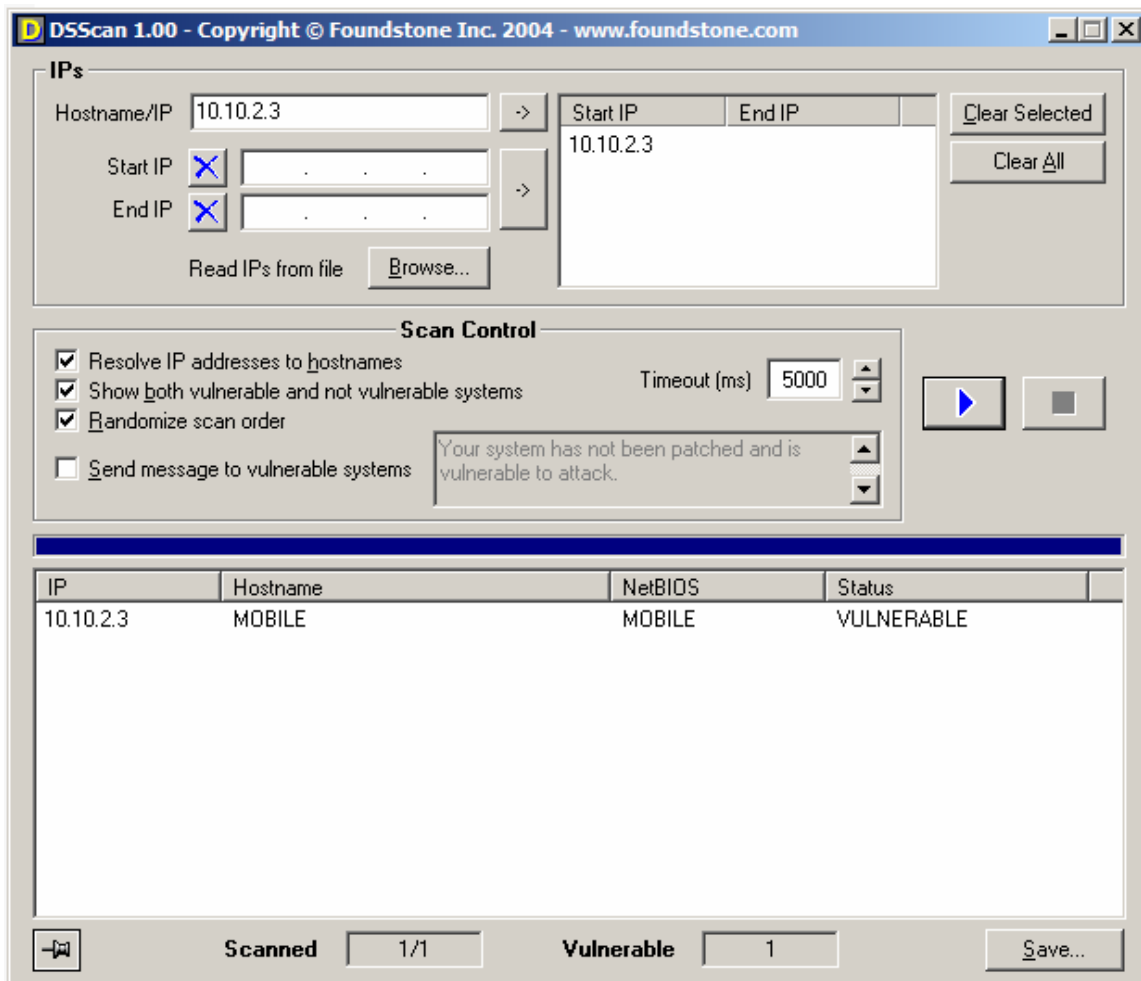 DSScan 1.00 - Copyright © Foundstone Inc. 2004 - www.foundstone.com
IPs
Hostname/IP 10.10.2.3 -> Start IP End IP Clear Selected
10.10.2.3
Start IP . . . -> Clear All
End IP . . .
Read IPs from file Browse...
Scan Control
Resolve IP addresses to hostnames
Show both vulnerable and not vulnerable systems Timeout (ms) 5000
Randomize scan order
Send message to vulnerable systems
Your system has not been patched and is
vulnerable to attack.
IP Hostname NetBIOS Status
10.10.2.3 MOBILE MOBILE VULNERABLE
Scanned 1/1 Vulnerable 1 Save...